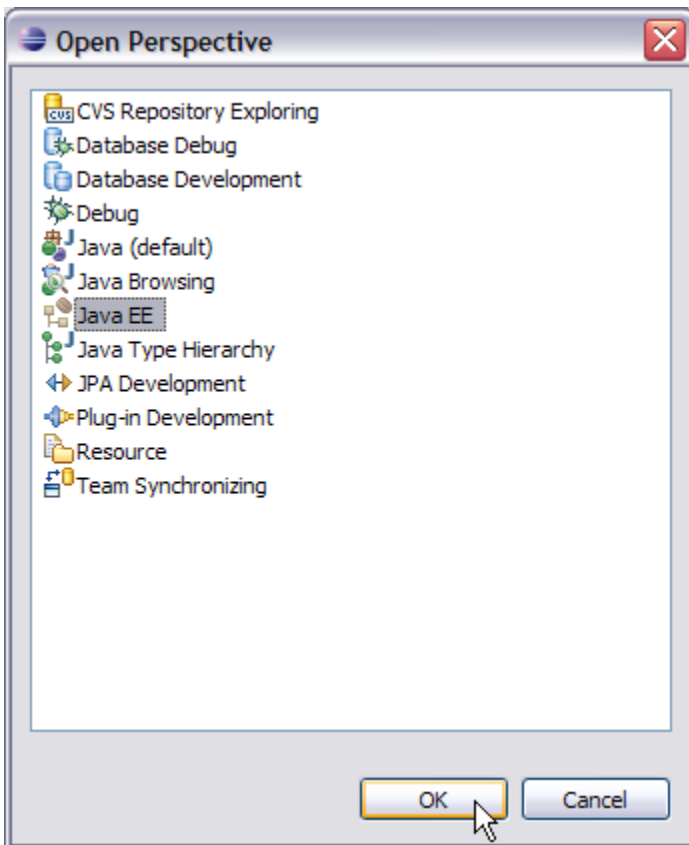 Open Perspective
CVS CVS Repository Exploring
Database Debug
Database Development
Debug
Java (default)
Java Browsing
Java EE
Java Type Hierarchy
JPA Development
Plug-in Development
Resource
Team Synchronizing
OK Cancel